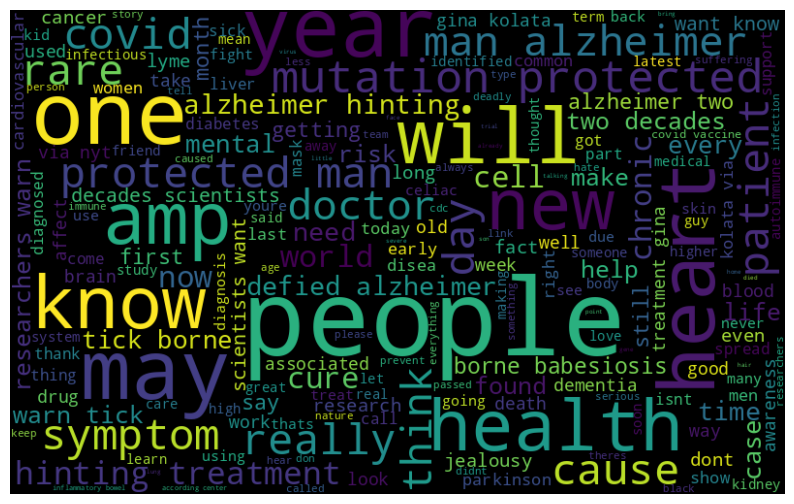 cancer
story
term
back
bring
covid
year
man alzheimer
gina kolata
want know
kid
used
infectious
sick
mean
fight
virus
less
identified
common
latest
suffering
rare
lyme
month
mutation protected
type
person
tell
women
take
liver
deadly
support
cardiovascular
one
alzheimer hinting
will
alzheimer two
two decades
via nyt
friend
diabetes
getting
mental
caused
mask
away
risk
team
thought
got
covid vaccine
every
infection
protected man
long
cell
part
medical
decades scientists
celiac
make
hate
chronic
patient
autoimmune
diagnosed
immune
affect
amp
doctor
new
day
said
youre
cdc
link
skin
guy
kolata via
use
last
need
today
old
fact
well
due
someone
higher
first
world
early
week
right
help
come
study
disea
body
still
treatment gina
heart
researchers warn
brain
now
diagnosis
scientists want
defied alzheimer
making
see
blood
life
know
people
age
please
something
love
never
system
tick borne
everything
borne babesiosis
spread
even
thank
associated
prevent
thing
cure
great
let
found
dementia
isnt
good
many
drug
treat
real
passed
soon
awareness
men
researchers
may
care
high
say
research
going
death
time
warn tick
work
thats
call
think
health
way
case
nature
serious
dont
symptom
really
keep
learn
using
hear
don
jealousy
didnt
theres
show
hinting treatment
look
parkinson
cause
kidney
inflammatory bowel
according center
called
black